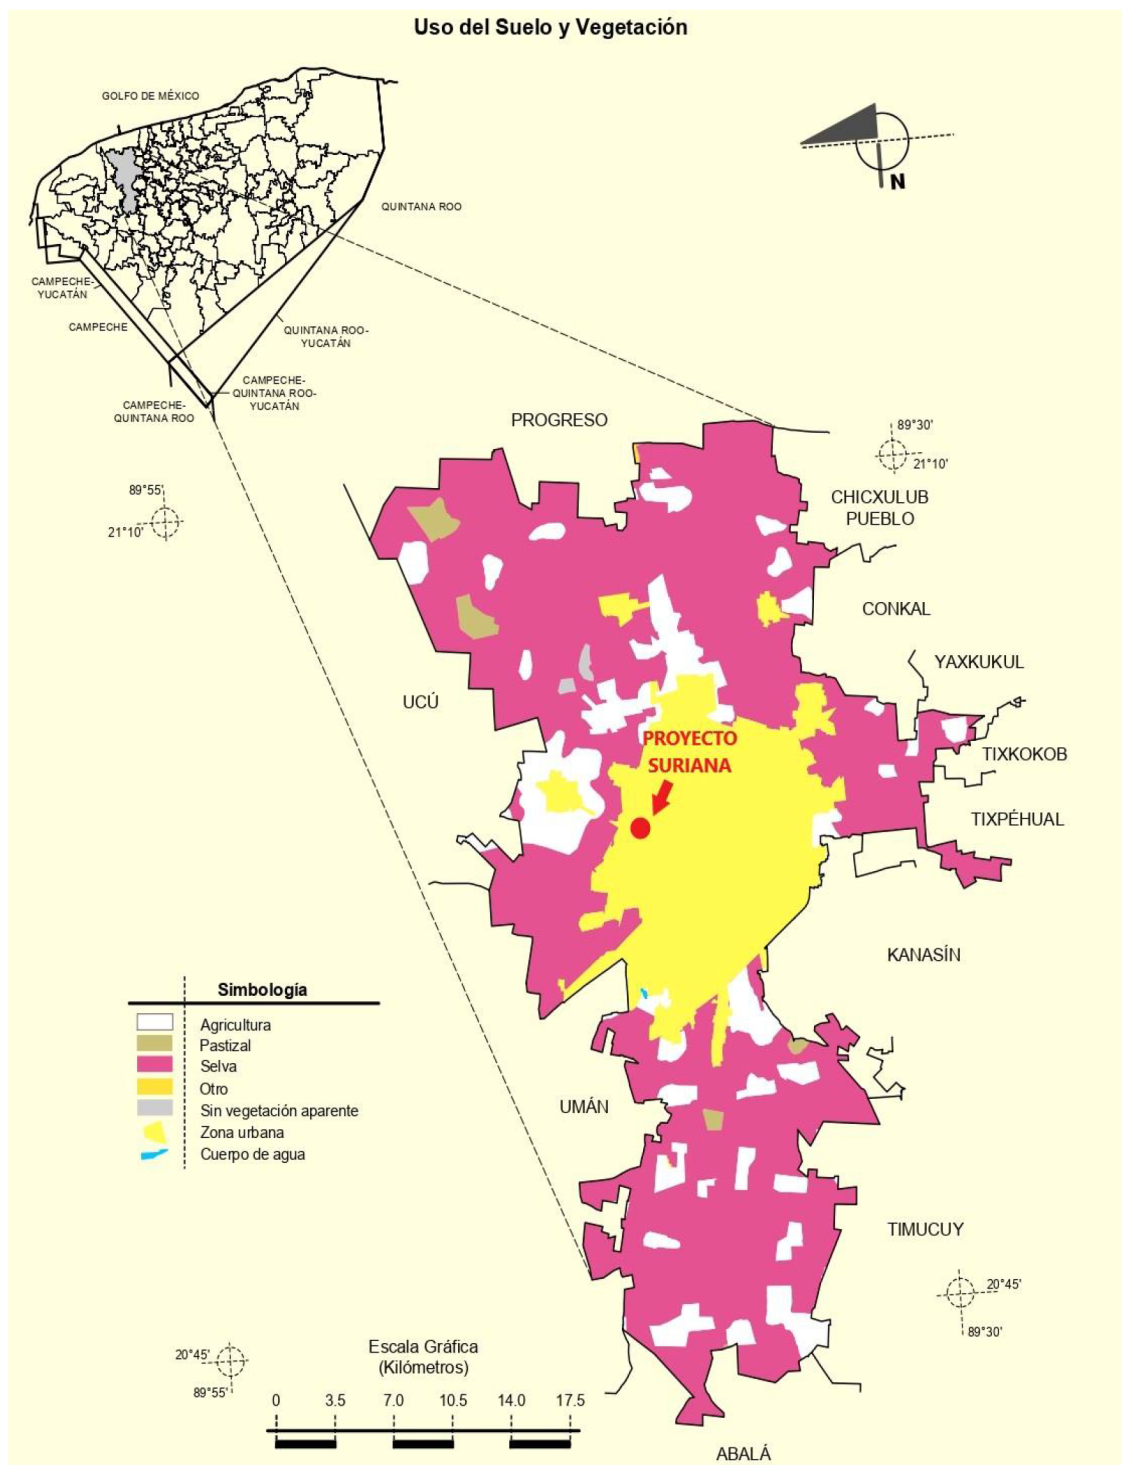 Uso del Suelo y Vegetación
GOLFO DE MÉXICO
N
QUINTANA ROO
CAMPECHE-
YUCATÁN
CAMPECHE
QUINTANA ROO-
YUCATÁN
CAMPECHE-
QUINTANA ROO-
YUCATÁN
CAMPECHE-
QUINTANA ROO
PROGRESO
89°30'
21°10'
89°55'
21°10'
CHICXULUB
PUEBLO
CONKAL
YAXKUKUL
UCÚ
PROYECTO
SURIANA
TIXKOKOB
TIXPÉHUAL
KANASÍN
Simbología
Agricultura
Pastizal
Selva
Otro
Sin vegetación aparente
Zona urbana
Cuerpo de agua
UMÁN
TIMUCUY
20°45'
89°30'
20°45'
89°55'
Escala Gráfica
(Kilómetros)
0 3.5 7.0 10.5 14.0 17.5
ABALÁ